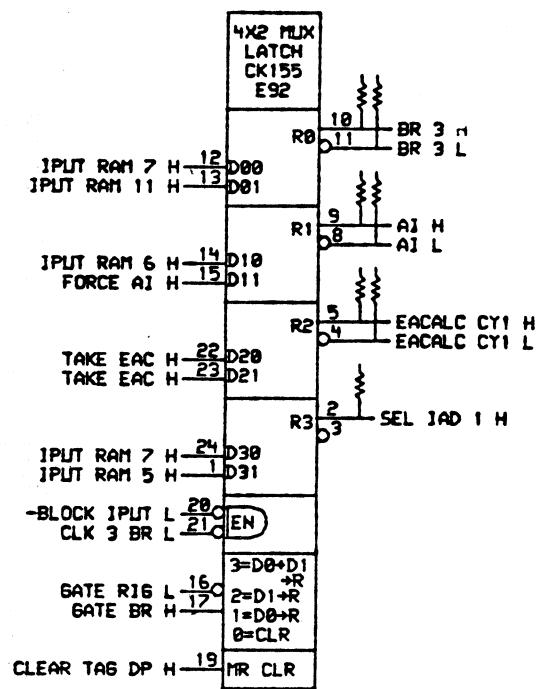 4X2 MUX
LATCH
CK155
E92
R0 10 BR 3 H
11 BR 3 L
IPUT RAM 7 H 12 D00
IPUT RAM 11 H 13 D01
R1 9 AI H
8 AI L
IPUT RAM 6 H 14 D10
FORCE AI H 15 D11
R2 5 EACALC CY1 H
4 EACALC CY1 L
TAKE EAC H 22 D20
TAKE EAC H 23 D21
R3 2 SEL IAD 1 H
3
IPUT RAM 7 H 24 D30
IPUT RAM 5 H 1 D31
-BLOCK IPUT L 20
CLK 3 BR L 21 EN
3=D0+D1
→R
GATE RIG L 16 2=D1→R
GATE BR H 17 1=D0→R
0=CLR
CLEAR TAG DP H 19 MR CLR